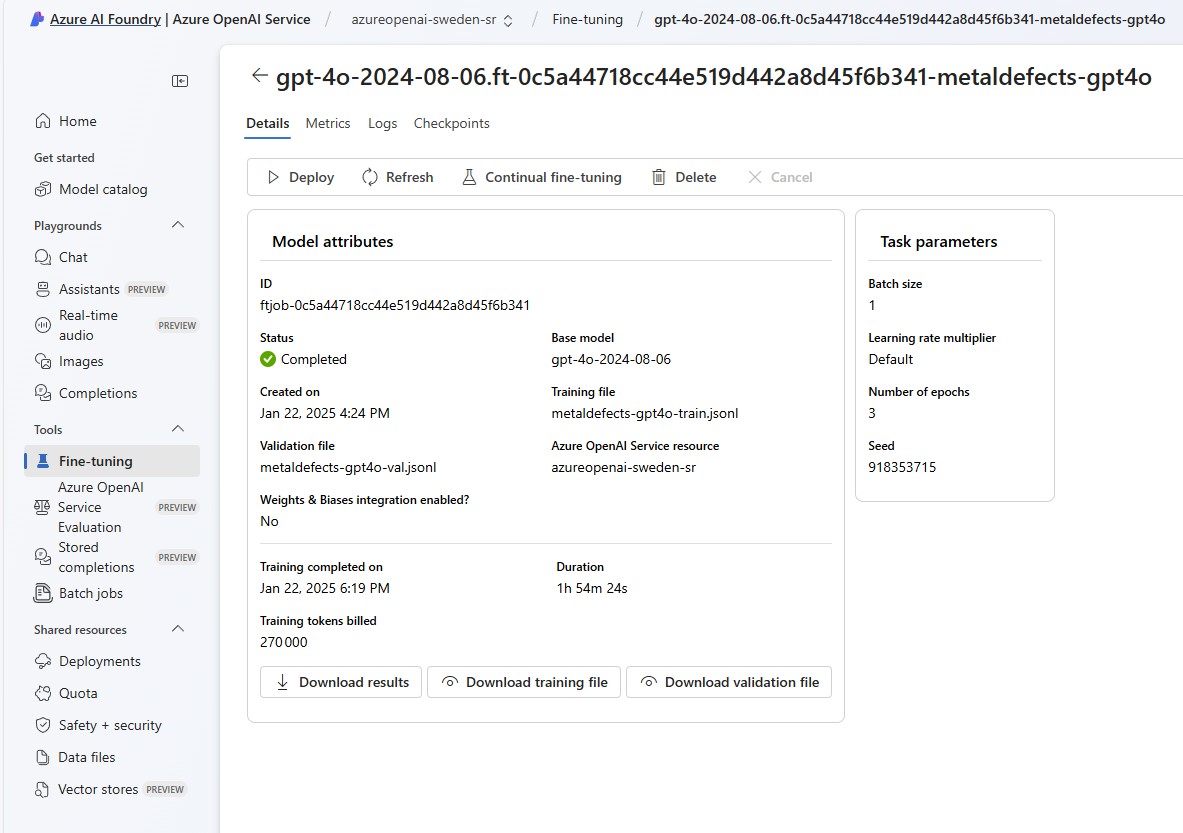 Azure AI Foundry | Azure OpenAI Service / azureopenai-sweden-sr / Fine-tuning / gpt-4o-2024-08-06.ft-0c5a44718cc44e519d442a8d45f6b341-metaldefects-gpt4o
Home
Get started
Model catalog
Playgrounds
Chat
Assistants PREVIEW
Real-time
audio
PREVIEW
Images
Completions
Tools
Fine-tuning
Azure OpenAI
Service
Evaluation
PREVIEW
Stored
completions
PREVIEW
Batch jobs
Shared resources
Deployments
Quota
Safety + security
Data files
Vector stores PREVIEW
gpt-4o-2024-08-06.ft-0c5a44718cc44e519d442a8d45f6b341-metaldefects-gpt4o
Details Metrics Logs Checkpoints
Deploy Refresh Continual fine-tuning Delete Cancel
Model attributes
ID
ftjob-0c5a44718cc44e519d442a8d45f6b341
Status
Completed
Base model
gpt-4o-2024-08-06
Created on
Jan 22, 2025 4:24 PM
Training file
metaldefects-gpt4o-train.jsonl
Validation file
metaldefects-gpt4o-val.jsonl
Azure OpenAI Service resource
azureopenai-sweden-sr
Weights & Biases integration enabled?
No
Training completed on
Jan 22, 2025 6:19 PM
Duration
1h 54m 24s
Training tokens billed
270 000
Download results Download training file Download validation file
Task parameters
Batch size
1
Learning rate multiplier
Default
Number of epochs
3
Seed
918353715